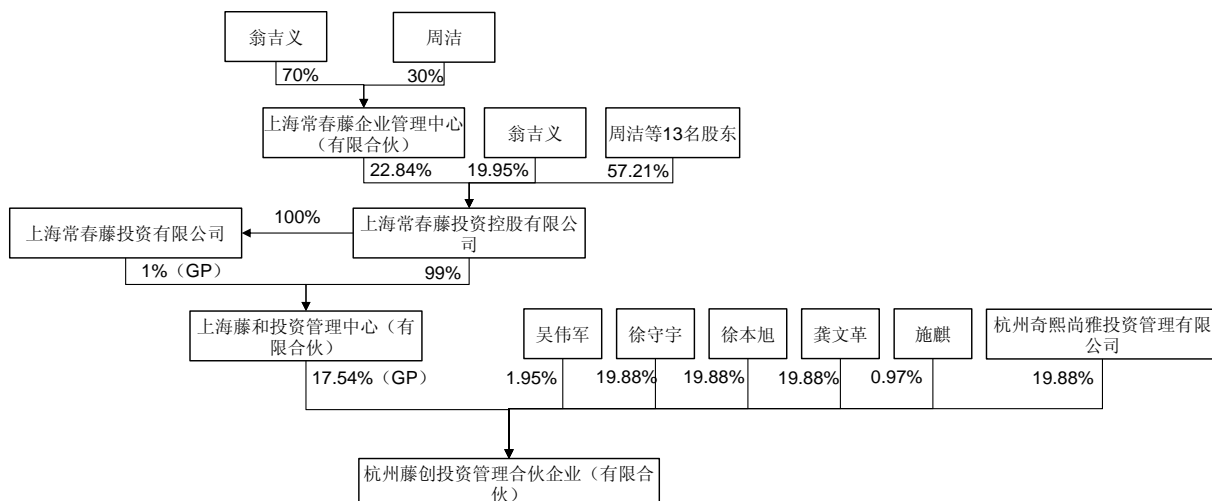 翁吉义
周洁
70%
30%
上海常春藤企业管理中心
（有限合伙）
翁吉义
周洁等13名股东
22.84%
19.95%
57.21%
上海常春藤投资有限公司
100%
上海常春藤投资控股有限公
司
1%（GP）
99%
上海藤和投资管理中心（有
限合伙）
吴伟军
徐守宇
徐本旭
龚文革
施麒
杭州奇熙尚雅投资管理有限
公司
17.54%（GP）
1.95%
19.88%
19.88%
19.88%
0.97%
19.88%
杭州藤创投资管理合伙企业（有限合
伙）